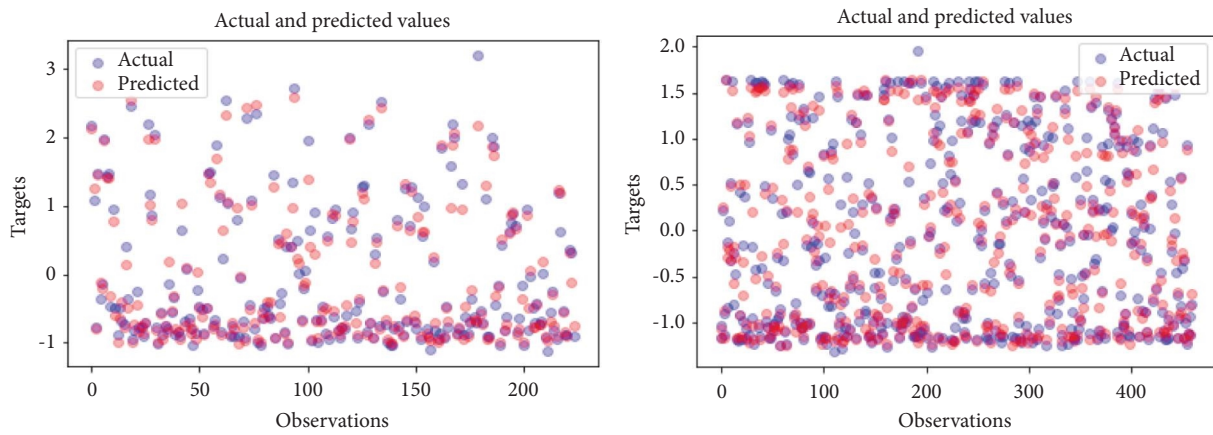 Actual and predicted values
3
2
1
0
-1
Targets
Actual
Predicted
0
50
100
150
200
Observations
Actual and predicted values
2.0
1.5
1.0
0.5
0.0
-0.5
-1.0
Targets
Actual
Predicted
0
100
200
300
400
Observations